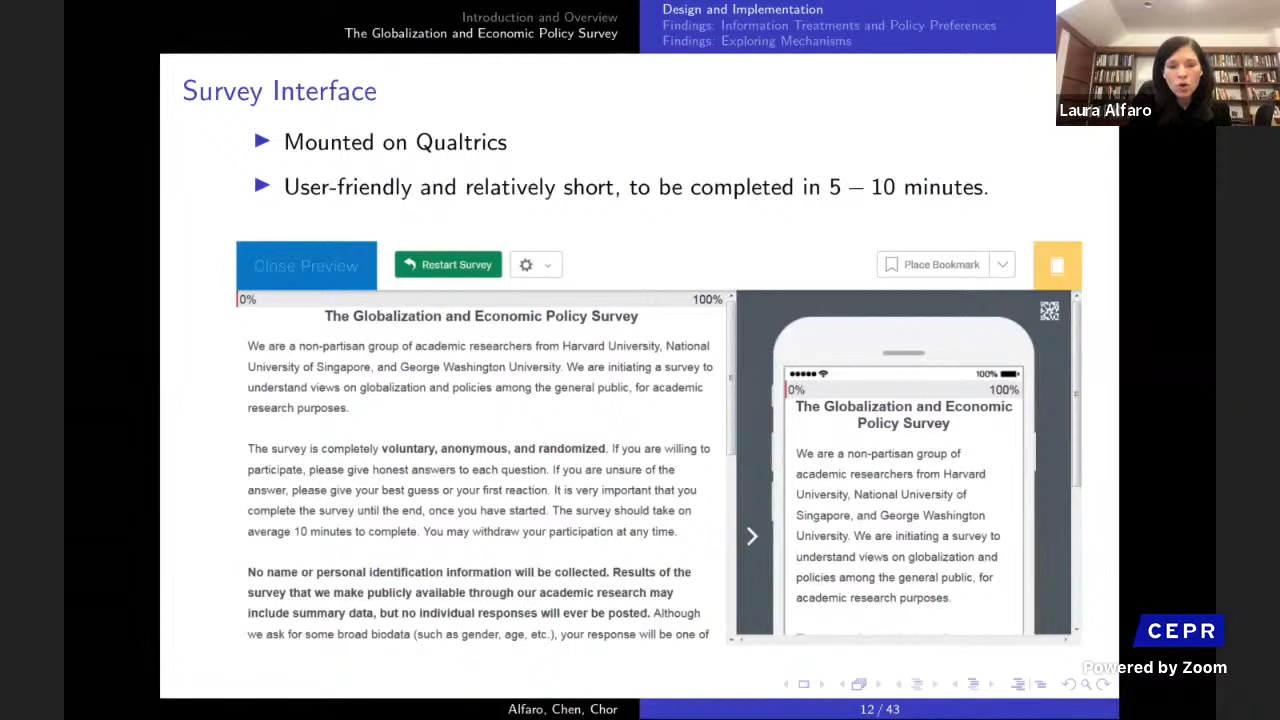 Introduction and Overview
The Globalization and Economic Policy Survey
Design and Implementation
Findings: Information Treatments and Policy Preferences
Findings: Exploring Mechanisms
Laura Alfaro
Survey Interface
Mounted on Qualtrics
User-friendly and relatively short, to be completed in 5 – 10 minutes.
Close Preview
Restart Survey
Place Bookmark
0%
100%
The Globalization and Economic Policy Survey
We are a non-partisan group of academic researchers from Harvard University, National
University of Singapore, and George Washington University. We are initiating a survey to
understand views on globalization and policies among the general public, for academic
research purposes.
The survey is completely voluntary, anonymous, and randomized. If you are willing to
participate, please give honest answers to each question. If you are unsure of the
answer, please give your best guess or your first reaction. It is very important that you
complete the survey until the end, once you have started. The survey should take on
average 10 minutes to complete. You may withdraw your participation at any time.
No name or personal identification information will be collected. Results of the
survey that we make publicly available through our academic research may
include summary data, but no individual responses will ever be posted. Although
we ask for some broad biodata (such as gender, age, etc.), your response will be one of
100%
0%
100%
The Globalization and Economic
Policy Survey
We are a non-partisan group of
academic researchers from Harvard
University, National University of
Singapore, and George Washington
University. We are initiating a survey to
understand views on globalization and
policies among the general public, for
academic research purposes.
CEPR
Powered by Zoom
Alfaro, Chen, Chor
12 / 43